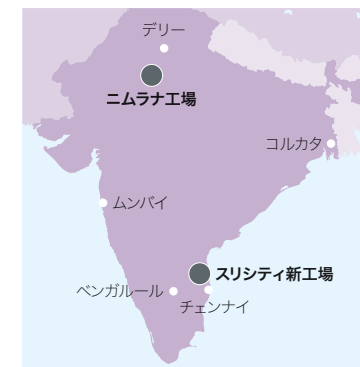 デリー
ニムラナ工場
コルカタ
ムンバイ
スリシティ新工場
ベンガルール
チェンナイ